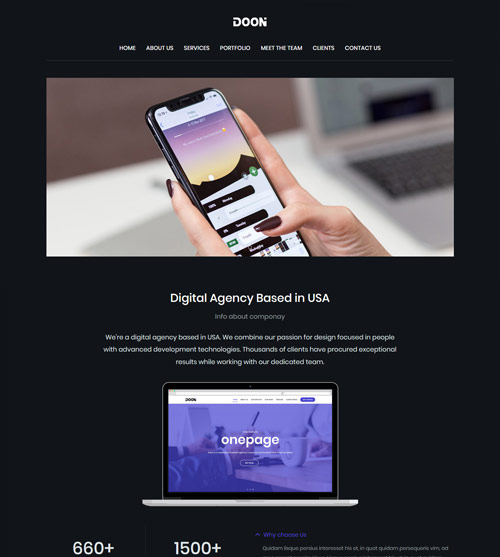 DOON
HOME ABOUT US SERVICES PORTFOLIO MEET THE TEAM CLIENTS CONTACT US
Digital Agency Based in USA
Info about componay
We're a digital agency based in USA. We combine our passion for design focused in people
with advanced development technologies. Thousands of clients have procured exceptional
results while working with our dedicated team.
DOON
onepage
660+
1500+
Why choose Us
Quidam lisque persius interesset his et, in quot quidam persequeris vim, ad